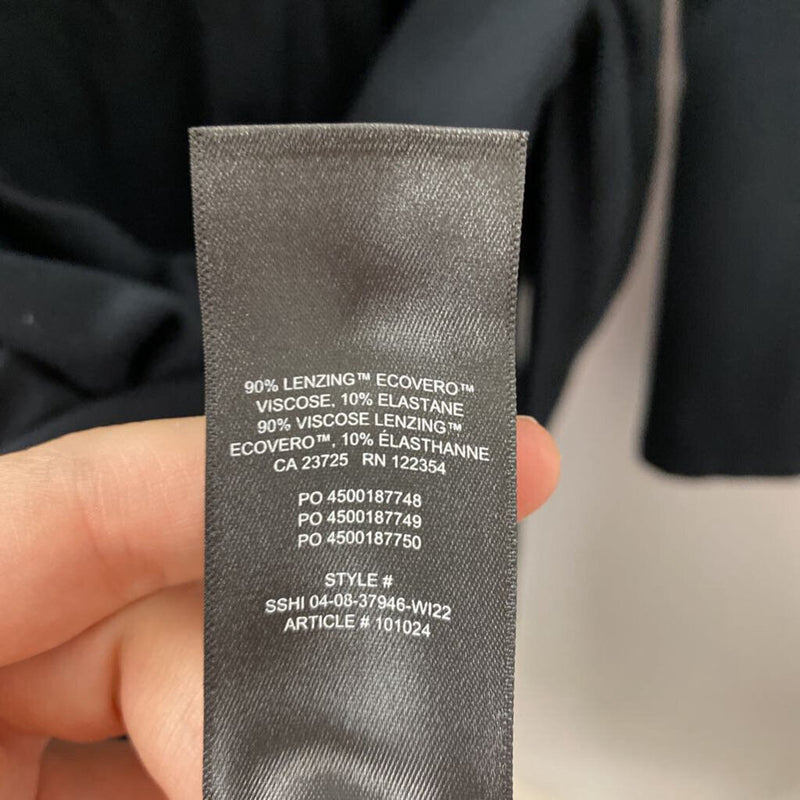 90% LENZING™ ECOVERO™
VISCOSE, 10% ELASTANE
90% VISCOSE LENZING™
ECOVERO™, 10% ÉLASTHANNE
CA 23725 RN 122354
PO 4500187748
PO 4500187749
PO 4500187750
STYLE #
SSHI 04-08-37946-WI22
ARTICLE # 101024